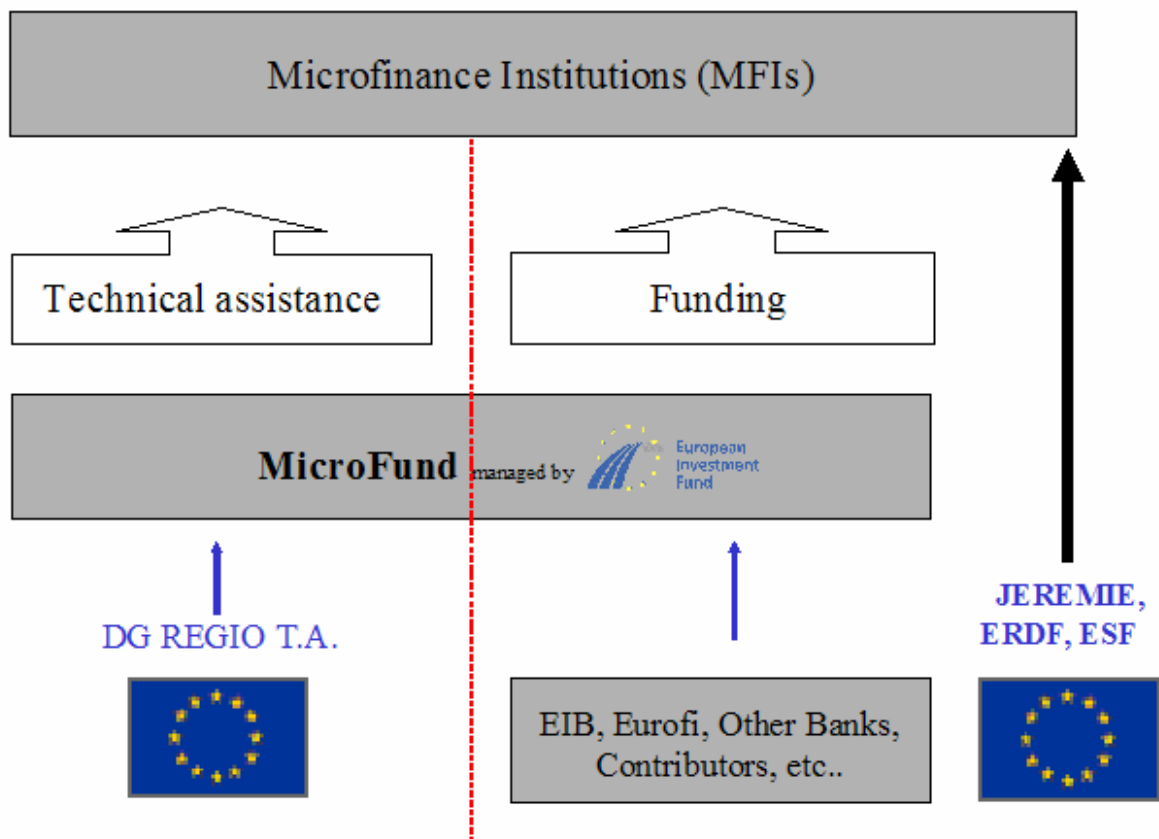 Microfinance Institutions (MFIs)
Technical assistance
Funding
MicroFund managed by
European
Investment
Fund
DG REGIO T.A.
JEREMIE,
ERDF, ESF
EIB, Eurofi, Other Banks,
Contributors, etc..